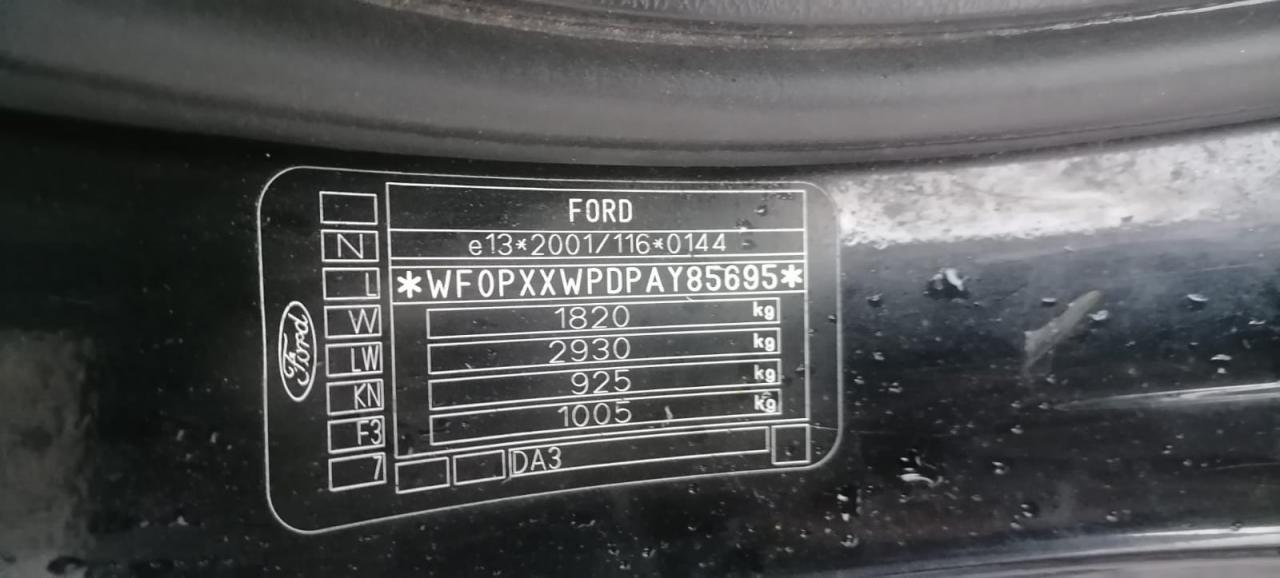 FORD
e13*2001/116*0144
*WF0PXXWPDPAY85695*
1820 kg
2930 kg
925 kg
1005 kg
N
L
W
LW
KN
F3
7
DA3
Ford